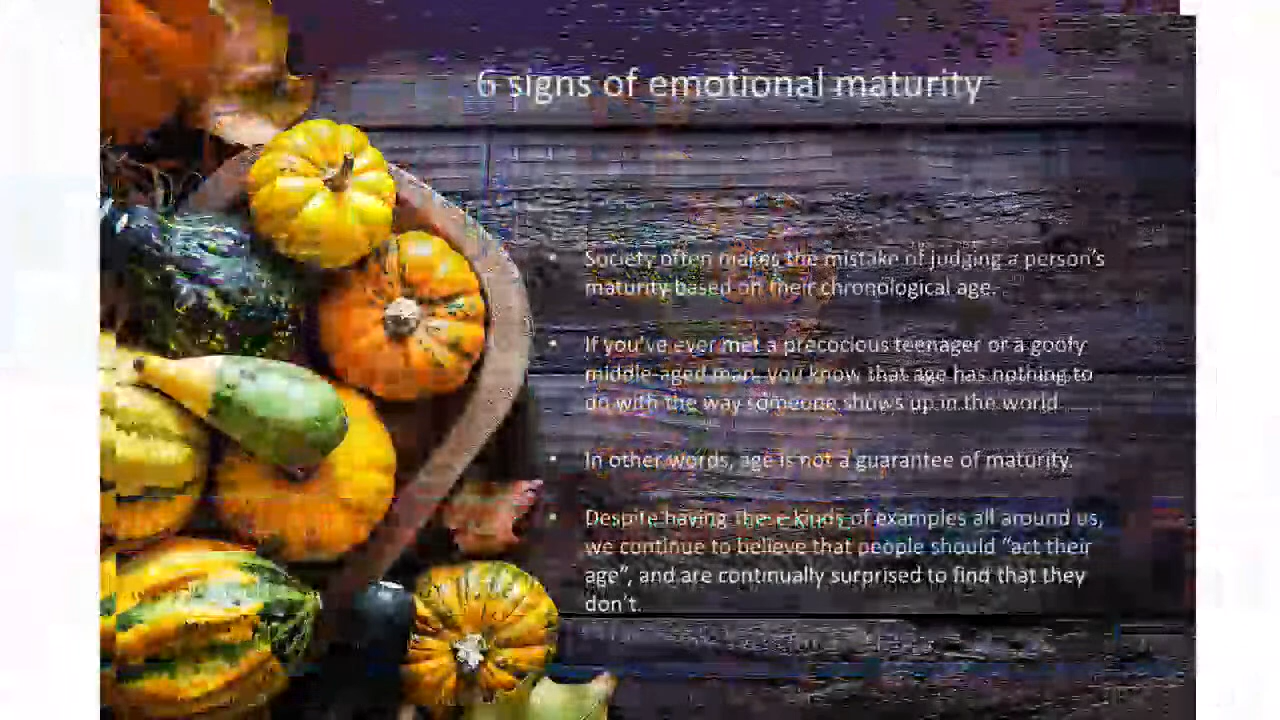 6 signs of emotional maturity
• Society often makes the mistake of judging a person's
maturity based on their chronological age.
• If you've ever met a precocious teenager or a goofy
middle-aged man, you know that age has nothing to
do with the way someone shows up in the world.
• In other words, age is not a guarantee of maturity.
• Despite having these kinds of examples all around us,
we continue to believe that people should “act their
age”, and are continually surprised to find that they
don't.